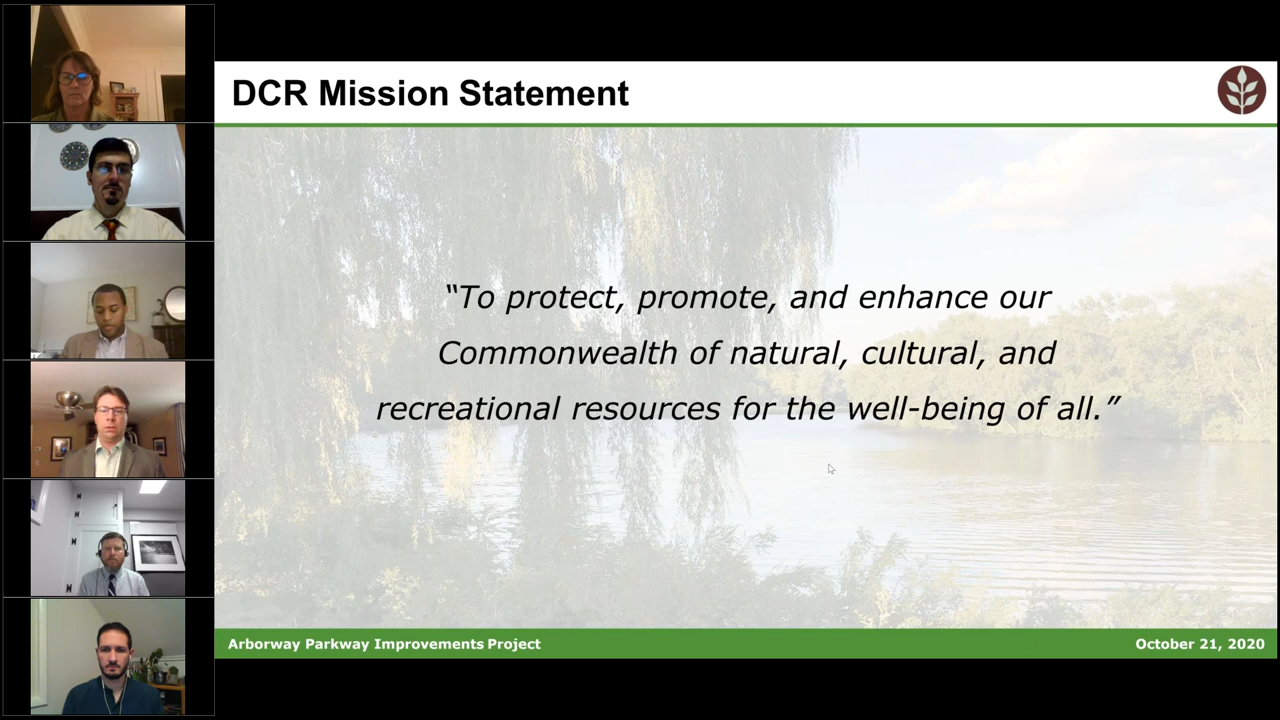 DCR Mission Statement
“To protect, promote, and enhance our
Commonwealth of natural, cultural, and
recreational resources for the well-being of all.”
Arborway Parkway Improvements Project
October 21, 2020